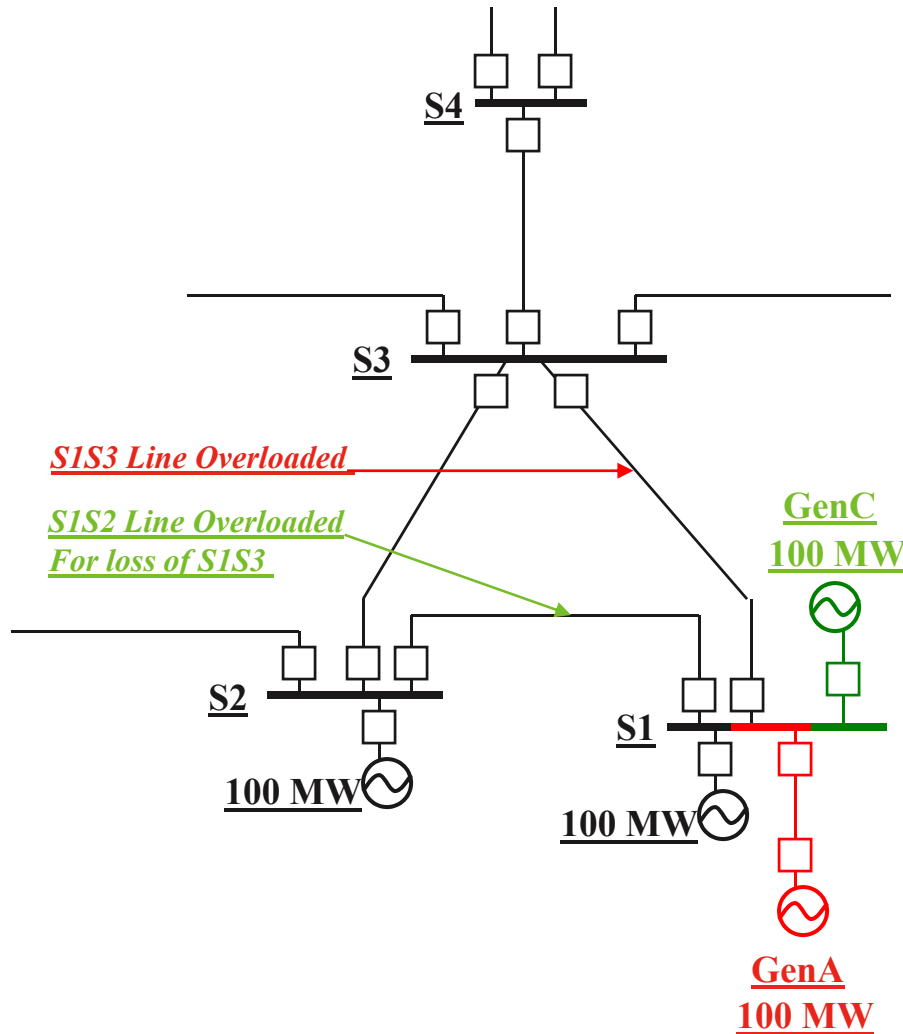 S4
S3
S1S3 Line Overloaded
S1S2 Line Overloaded
For loss of S1S3
GenC
100 MW
S2
S1
100 MW
100 MW
GenA
100 MW